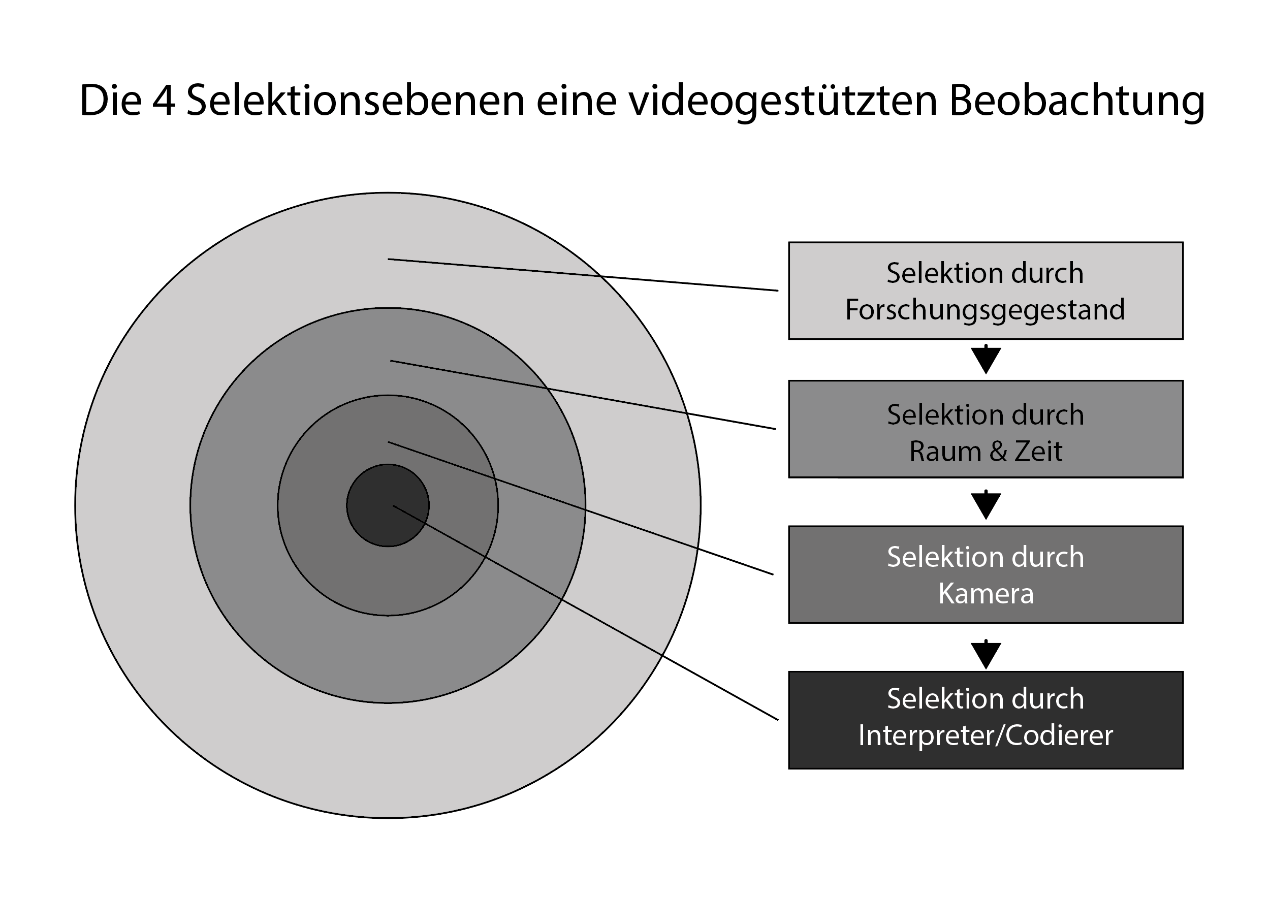 Die 4 Selektionsebenen eine videogestützten Beobachtung
Selektion durch
Forschungsgegestand
Selektion durch
Raum & Zeit
Selektion durch
Kamera
Selektion durch
Interpreter/Codierer